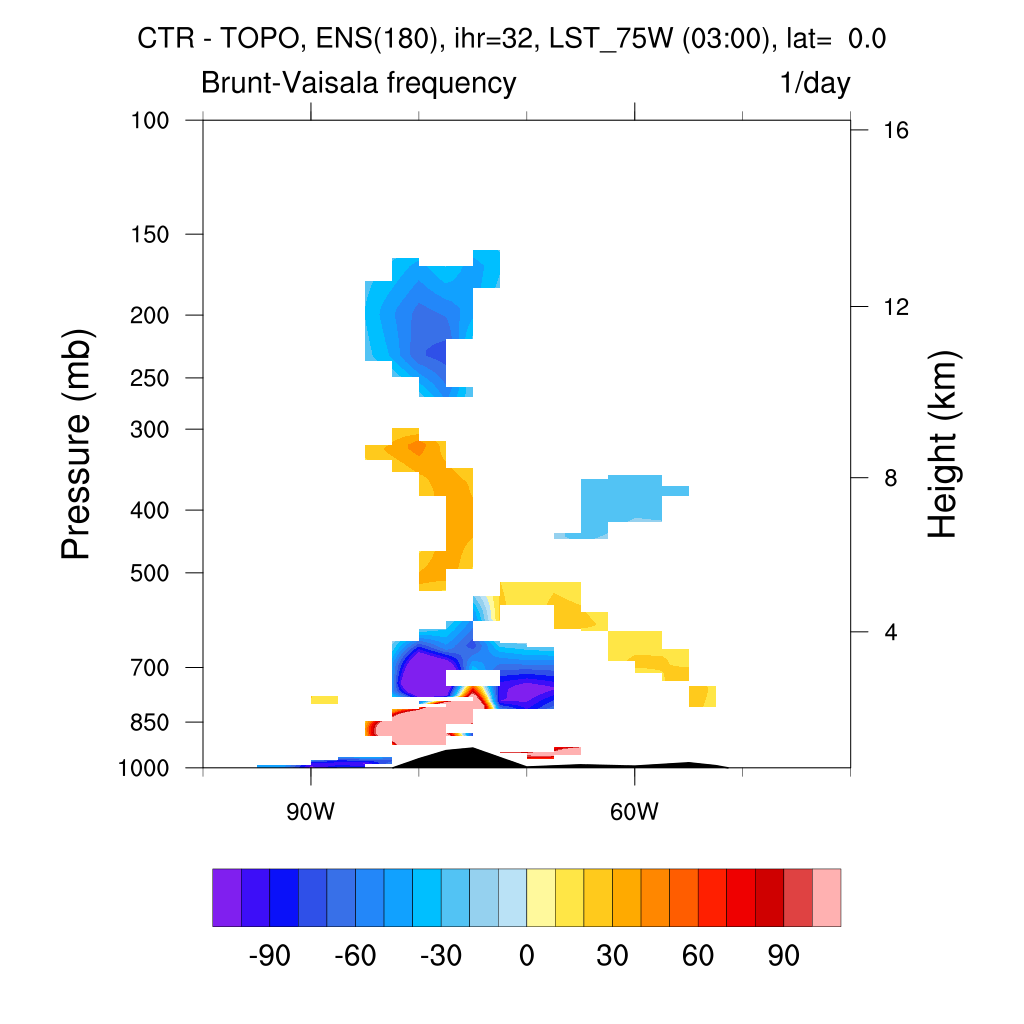 CTR - TOPO, ENS(180), ihr=32, LST_75W (03:00), lat= 0.0
Brunt-Vaisala frequency 1/day
100
150
200
250
300
400
500
700
850
1000
Pressure (mb)
16
12
8
4
Height (km)
90W 60W
-90 -60 -30 0 30 60 90